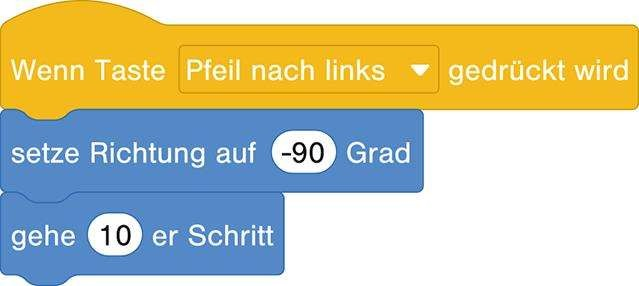 Wenn Taste Pfeil nach links gedrückt wird
setze Richtung auf -90 Grad
gehe 10 er Schritt